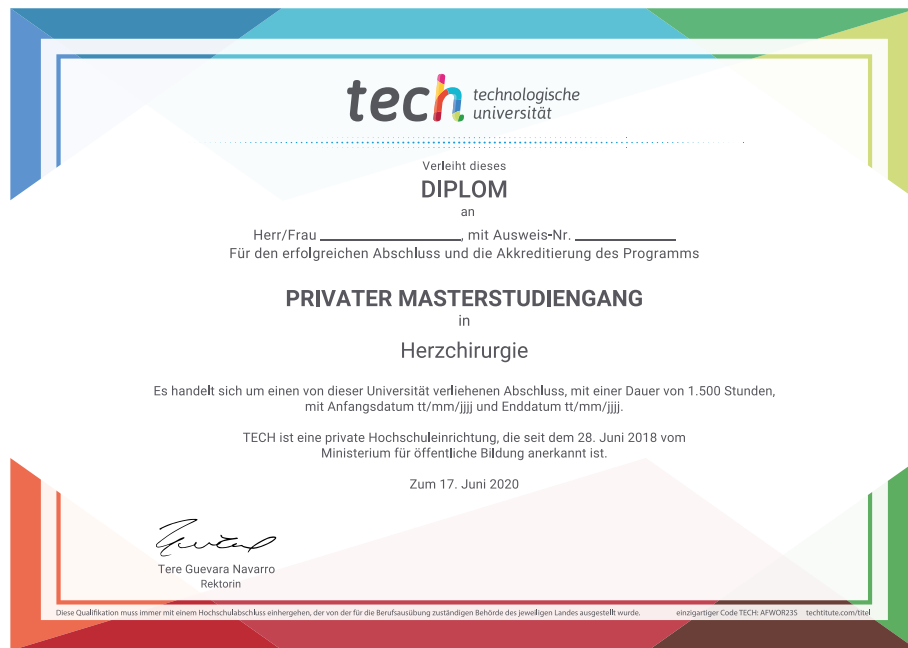 tech technologische
universität
Verleiht dieses
DIPLOM
an
Herr/Frau ____________________, mit Ausweis-Nr. __________________
Für den erfolgreichen Abschluss und die Akkreditierung des Programms
PRIVATER MASTERSTUDIENGANG
in
Herzchirurgie
Es handelt sich um einen von dieser Universität verliehenen Abschluss, mit einer Dauer von 1.500 Stunden,
mit Anfangsdatum tt/mm/jjjj und Enddatum tt/mm/jjjj.
TECH ist eine private Hochschuleinrichtung, die seit dem 28. Juni 2018 vom
Ministerium für öffentliche Bildung anerkannt ist.
Zum 17. Juni 2020
Tere Guevara Navarro
Rektorin
Diese Qualifikation muss immer mit einem Hochschulabschluss einhergehen, der von der für die Berufsausübung zuständigen Behörde des jeweiligen Landes ausgestellt wurde. einzigartiger Code TECH: AFWOR23S techtitute.com/titel